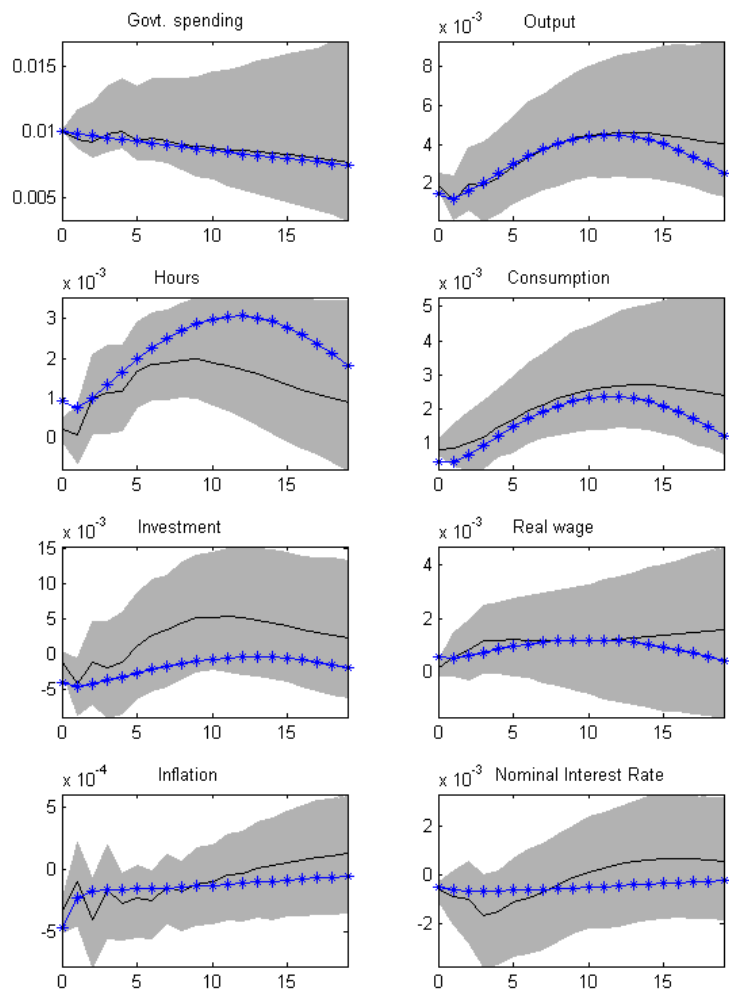 Govt. spending
0.015
0.01
0.005
0 5 10 15
Output
x 10^-3
8
6
4
2
0 5 10 15
Hours
x 10^-3
3
2
1
0
0 5 10 15
Consumption
x 10^-3
5
4
3
2
1
0 5 10 15
Investment
x 10^-3
15
10
5
0
-5
0 5 10 15
Real wage
x 10^-3
4
2
0
0 5 10 15
Inflation
x 10^-4
5
0
-5
0 5 10 15
Nominal Interest Rate
x 10^-3
2
0
-2
0 5 10 15